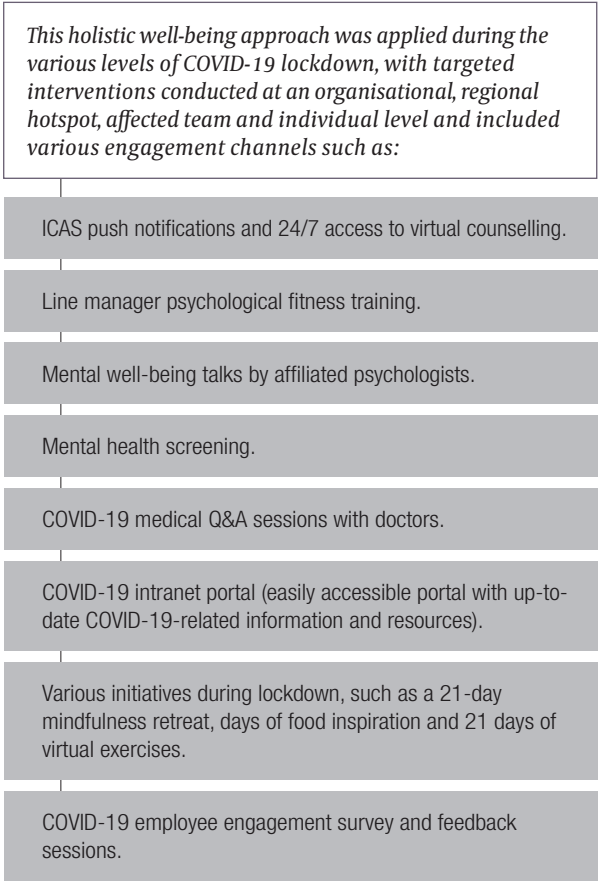 This holistic well-being approach was applied during the
various levels of COVID-19 lockdown, with targeted
interventions conducted at an organisational, regional
hotspot, affected team and individual level and included
various engagement channels such as:
ICAS push notifications and 24/7 access to virtual counselling.
Line manager psychological fitness training.
Mental well-being talks by affiliated psychologists.
Mental health screening.
COVID-19 medical Q&A sessions with doctors.
COVID-19 intranet portal (easily accessible portal with up-to-
date COVID-19-related information and resources).
Various initiatives during lockdown, such as a 21-day
mindfulness retreat, days of food inspiration and 21 days of
virtual exercises.
COVID-19 employee engagement survey and feedback
sessions.